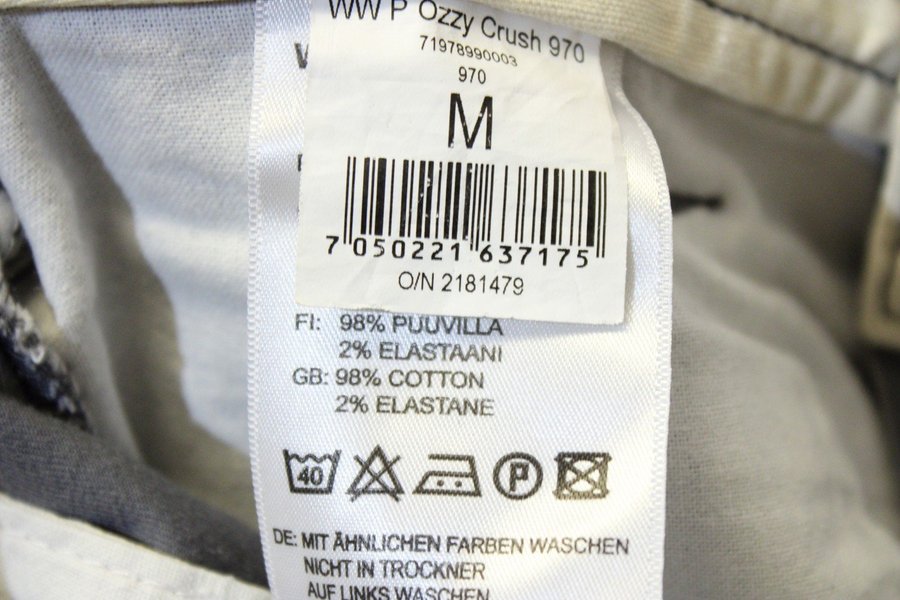 WW P Ozzy Crush 970
71978990003
970
M
7 050221 637175
O/N 2181479
FI: 98% PUUVILLA
2% ELASTAANI
GB: 98% COTTON
2% ELASTANE
40 P
DE: MIT ÄHNLICHEN FARBEN WASCHEN
NICHT IN TROCKNER
AUF LINKS WASCHEN